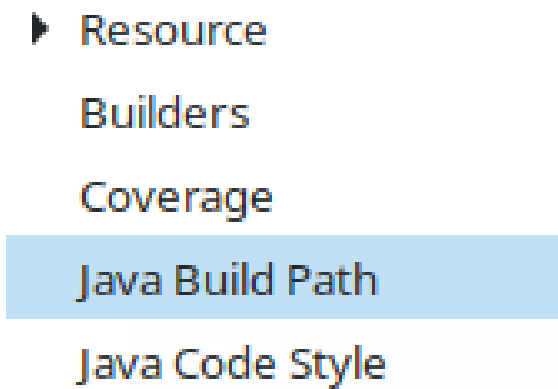 Resource
Builders
Coverage
Java Build Path
Java Code Style